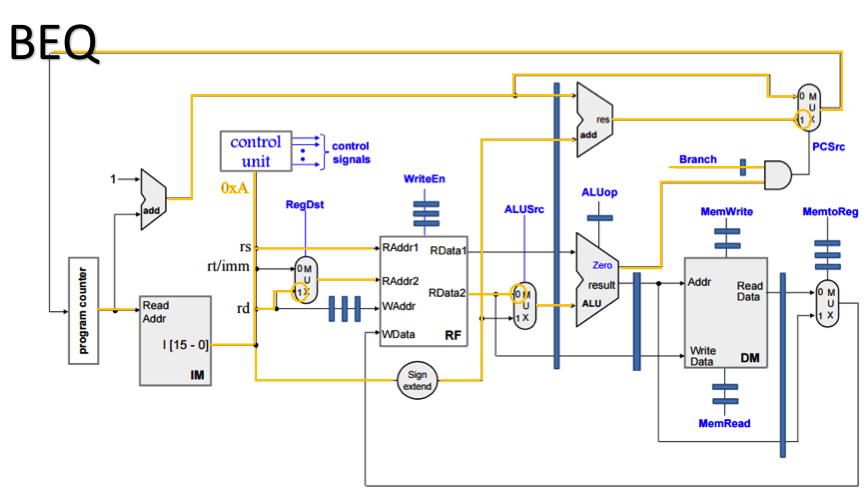 BEQ
control
unit
control
signals
0xA
1
add
program counter
Read
Addr
I [15 - 0]
IM
RegDst
rs
rt/imm
rd
0 M
U
1 X
WriteEn
RAddr1
RAddr2
WAddr
WData
RData1
RData2
RF
Sign
extend
ALUSrc
0 M
U
1 X
res
add
ALUop
Zero
result
ALU
Branch
0 M
U
1 X
PCSrc
MemWrite
Addr
Read
Data
Write
Data
DM
MemRead
MemtoReg
0 M
U
1 X